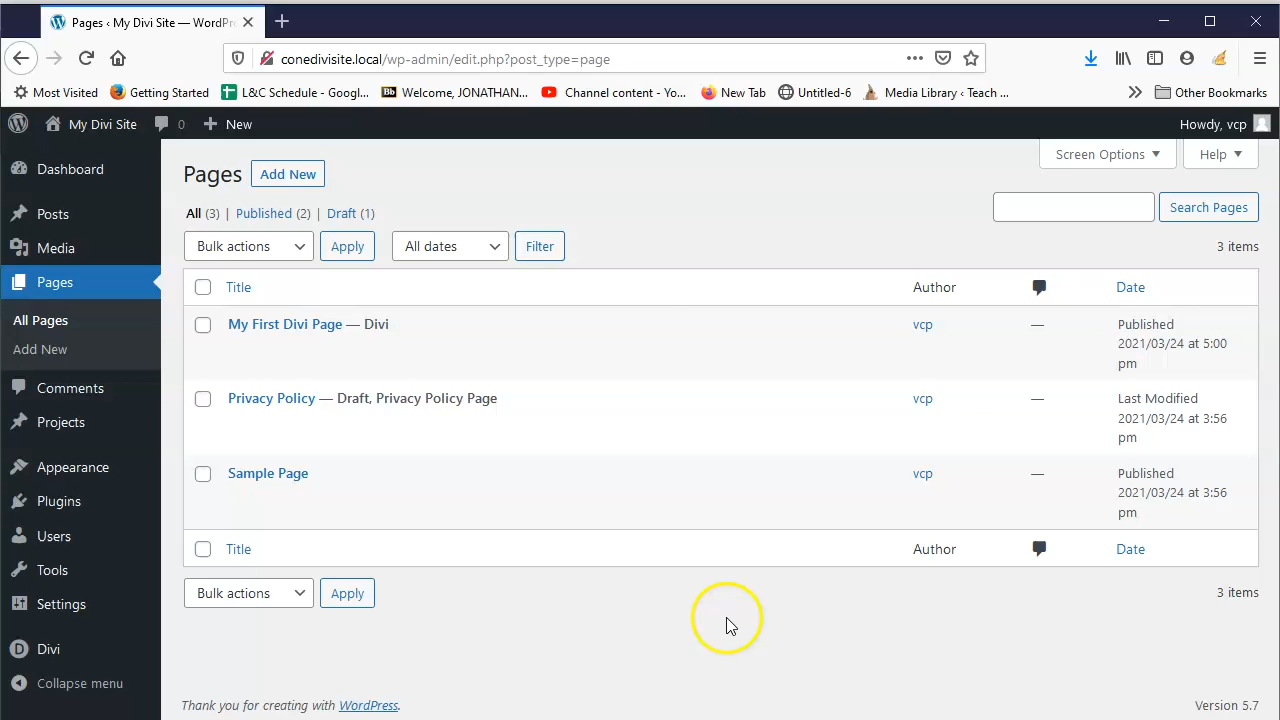 Pages ‹ My Divi Site — WordPr
conedivisite.local/wp-admin/edit.php?post_type=page
Most Visited Getting Started L&C Schedule - Googl... Bb Welcome, JONATHAN... Channel content - Yo... New Tab Untitled-6 Media Library ‹ Teach ... Other Bookmarks
My Divi Site 0 New Howdy, vcp
Screen Options Help
Dashboard
Posts
Media
Pages
All Pages
Add New
Comments
Projects
Appearance
Plugins
Users
Tools
Settings
D Divi
Collapse menu
Pages Add New
All (3) | Published (2) | Draft (1)
Search Pages
Bulk actions Apply All dates Filter 3 items
Title Author Date
My First Divi Page — Divi vcp — Published
2021/03/24 at 5:00
pm
Privacy Policy — Draft, Privacy Policy Page vcp — Last Modified
2021/03/24 at 3:56
pm
Sample Page vcp — Published
2021/03/24 at 3:56
pm
Title Author Date
Bulk actions Apply 3 items
Thank you for creating with WordPress. Version 5.7